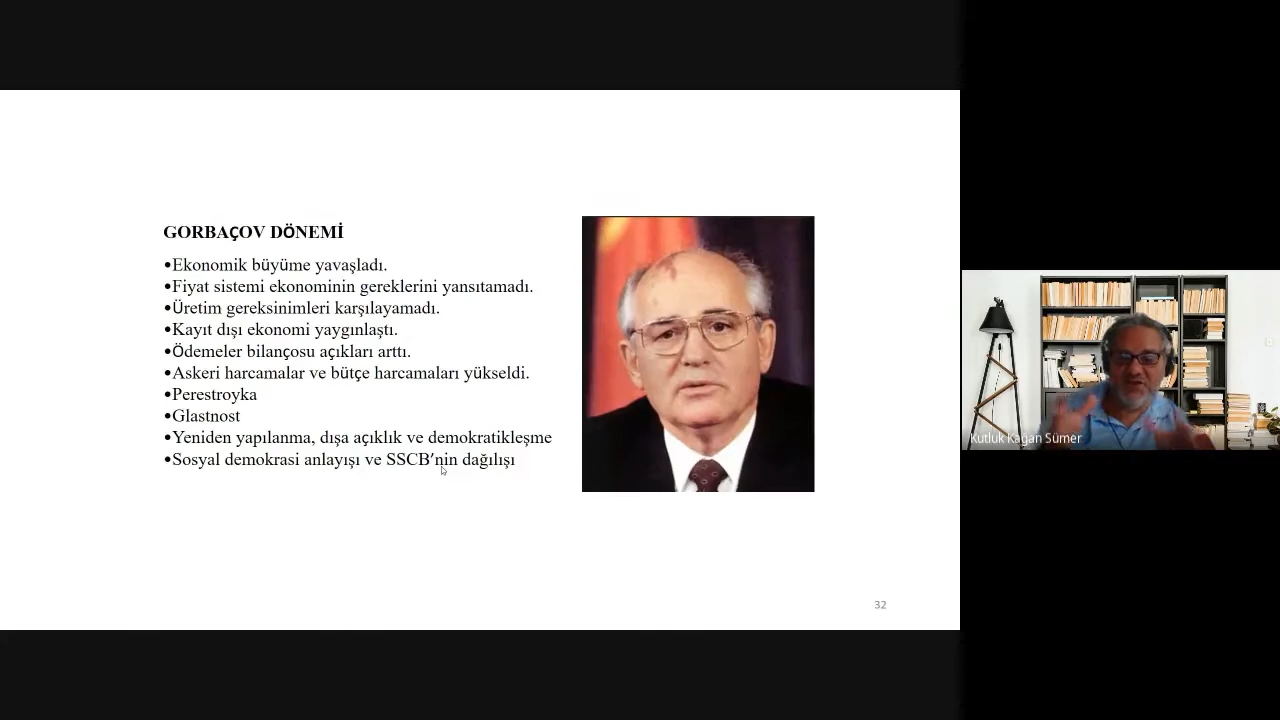 GORBAÇOV DÖNEMİ
•Ekonomik büyüme yavaşladı.
•Fiyat sistemi ekonominin gereklerini yansıtamadı.
•Üretim gereksinimleri karşılayamadı.
•Kayıt dışı ekonomi yaygınlaştı.
•Ödemeler bilançosu açıkları arttı.
•Askeri harcamalar ve bütçe harcamaları yükseldi.
•Perestroyka
•Glastnost
•Yeniden yapılanma, dışa açıklık ve demokratikleşme
•Sosyal demokrasi anlayışı ve SSCB’nin dağılışı
32
Kutluk Kağan Sümer